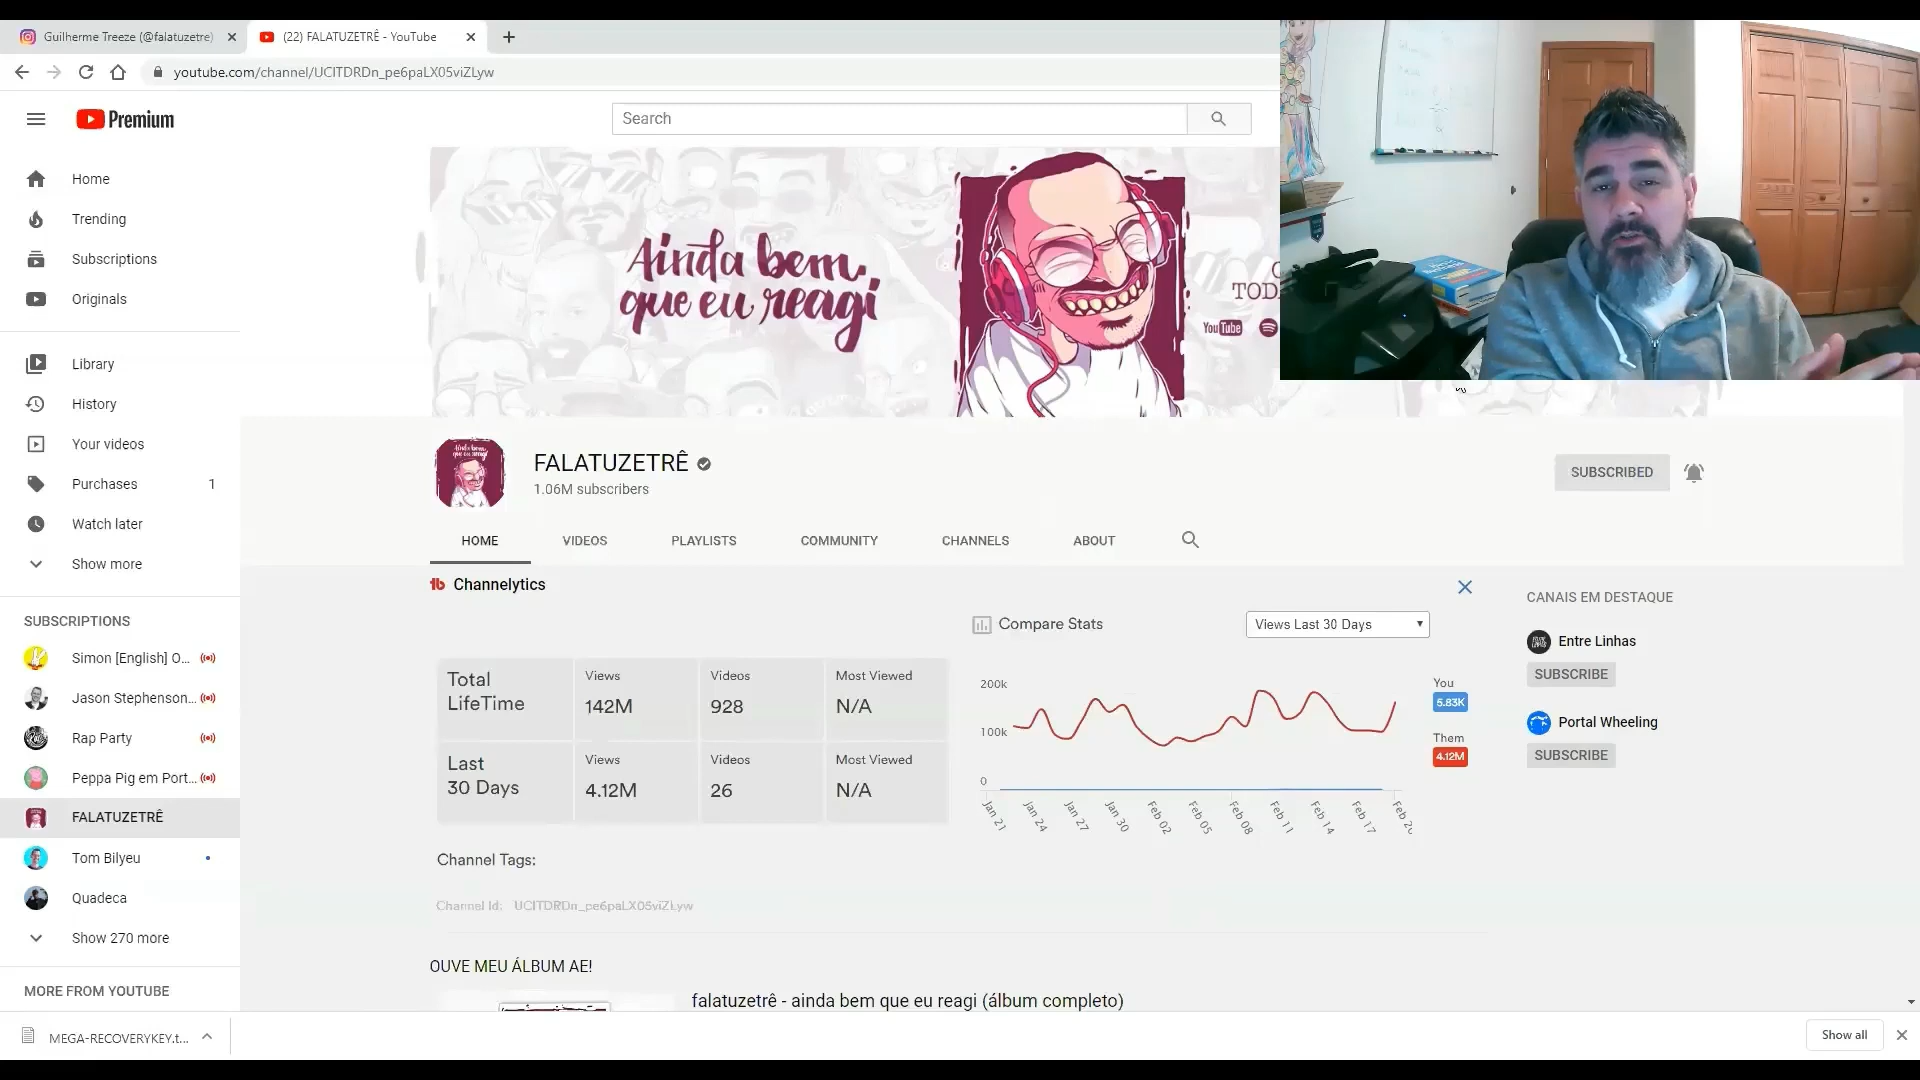 Guilherme Treeze (@falatuzetre)
(22) FALATUZETRÊ - YouTube
youtube.com/channel/UCITDRDn_pe6paLX05viZLyw
Premium
Search
Home
Trending
Subscriptions
Originals
Library
History
Your videos
Purchases 1
Watch later
Show more
SUBSCRIPTIONS
Simon [English] O...
Jason Stephenson...
Rap Party
Peppa Pig em Port...
FALATUZETRÊ
Tom Bilyeu
Quadeca
Show 270 more
MORE FROM YOUTUBE
Ainda bem,
que eu reagi
YouTube
FALATUZETRÊ
1.06M subscribers
SUBSCRIBED
HOME VIDEOS PLAYLISTS COMMUNITY CHANNELS ABOUT
tb Channelytics
Compare Stats
Views Last 30 Days
Total
LifeTime
Views
142M
Videos
928
Most Viewed
N/A
Last
30 Days
Views
4.12M
Videos
26
Most Viewed
N/A
200k
100k
0
Jan 21 Jan 24 Jan 27 Jan 30 Feb 02 Feb 05 Feb 08 Feb 11 Feb 14 Feb 17
You
5.83K
Them
4.12M
Channel Tags:
Channel Id: UCITDRDn_pe6paLX05viZLyw
OUVE MEU ÁLBUM AE!
falatuzetrê - ainda bem que eu reagi (álbum completo)
CANAIS EM DESTAQUE
Entre Linhas
SUBSCRIBE
Portal Wheeling
SUBSCRIBE
MEGA-RECOVERYKEY.t...
Show all